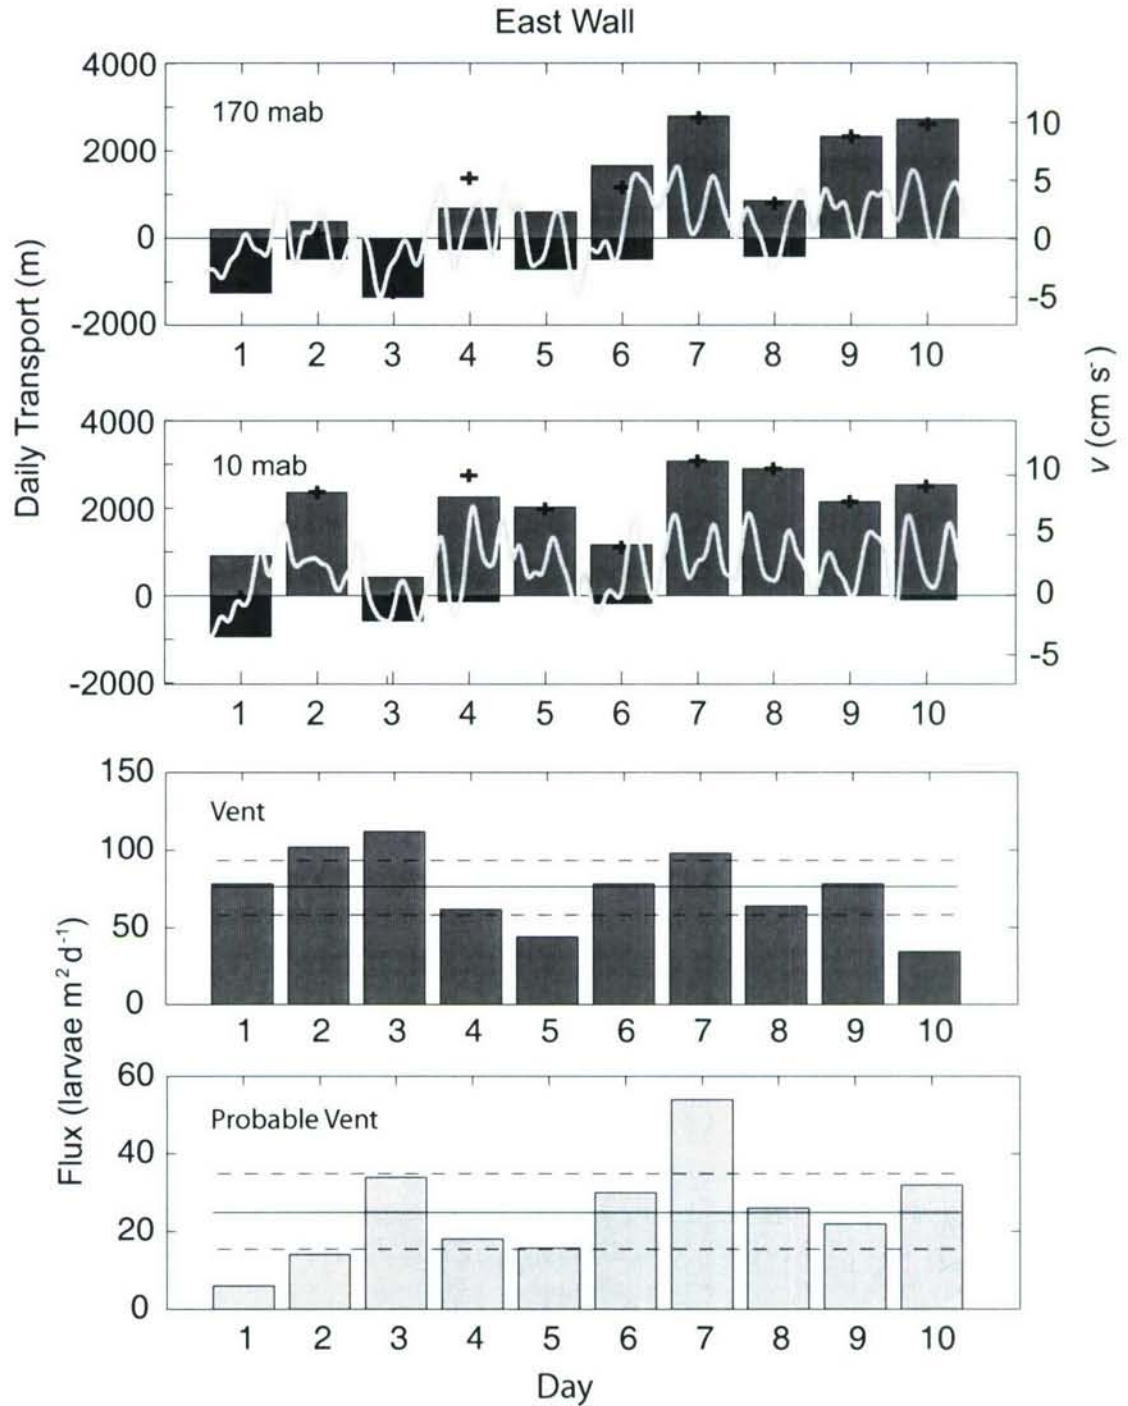 East Wall
Daily Transport (m)
v (cm s⁻)
4000
2000
0
-2000
170 mab
10
5
0
-5
1 2 3 4 5 6 7 8 9 10
4000
2000
0
-2000
10 mab
10
5
0
-5
1 2 3 4 5 6 7 8 9 10
Flux (larvae m² d⁻¹)
150
100
50
0
Vent
1 2 3 4 5 6 7 8 9 10
60
40
20
0
Probable Vent
1 2 3 4 5 6 7 8 9 10
Day